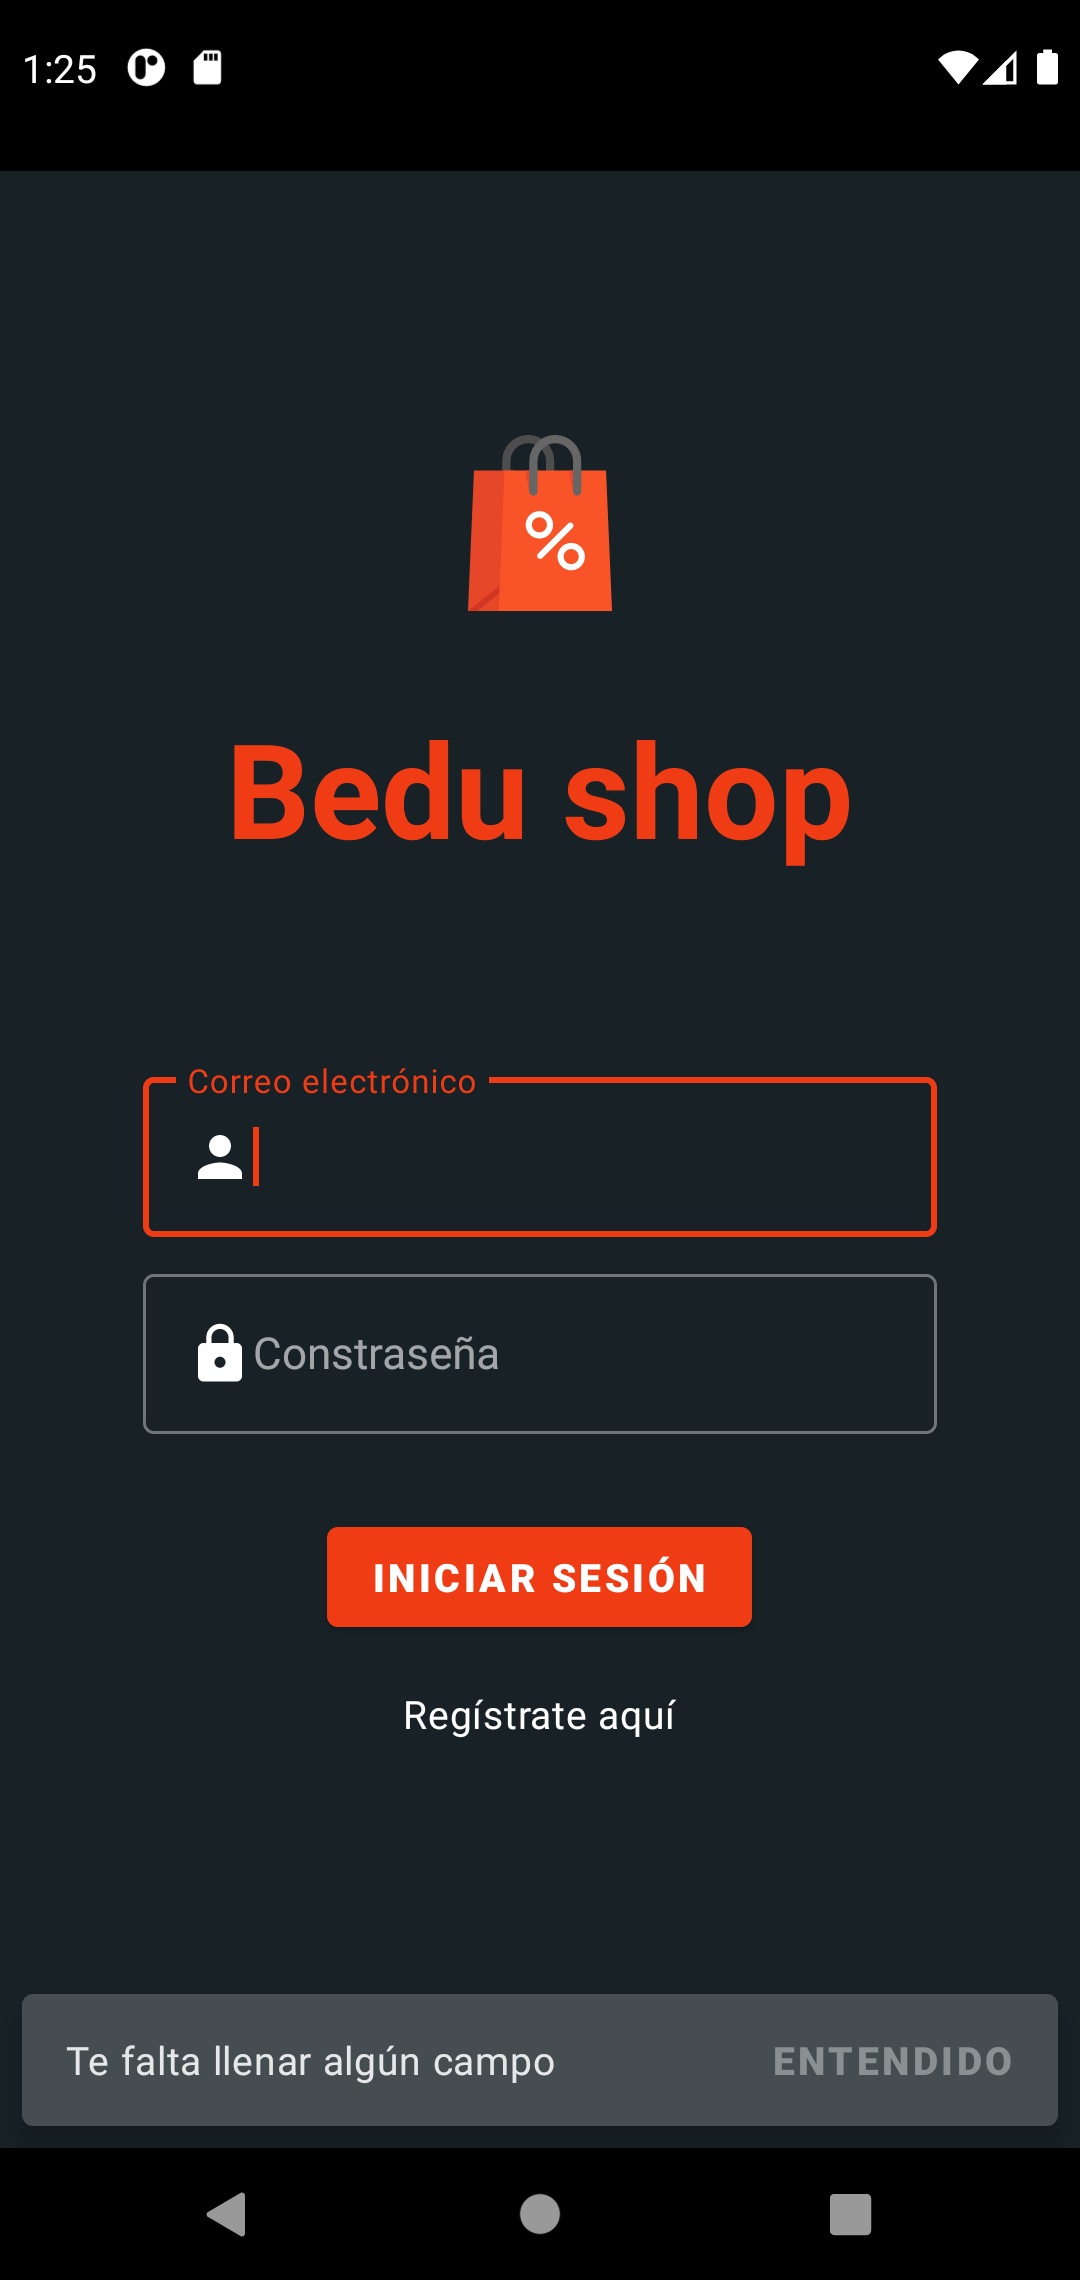 1:25
%
Bedu shop
Correo electrónico
Constraseña
INICIAR SESIÓN
Regístrate aquí
Te falta llenar algún campo ENTENDIDO